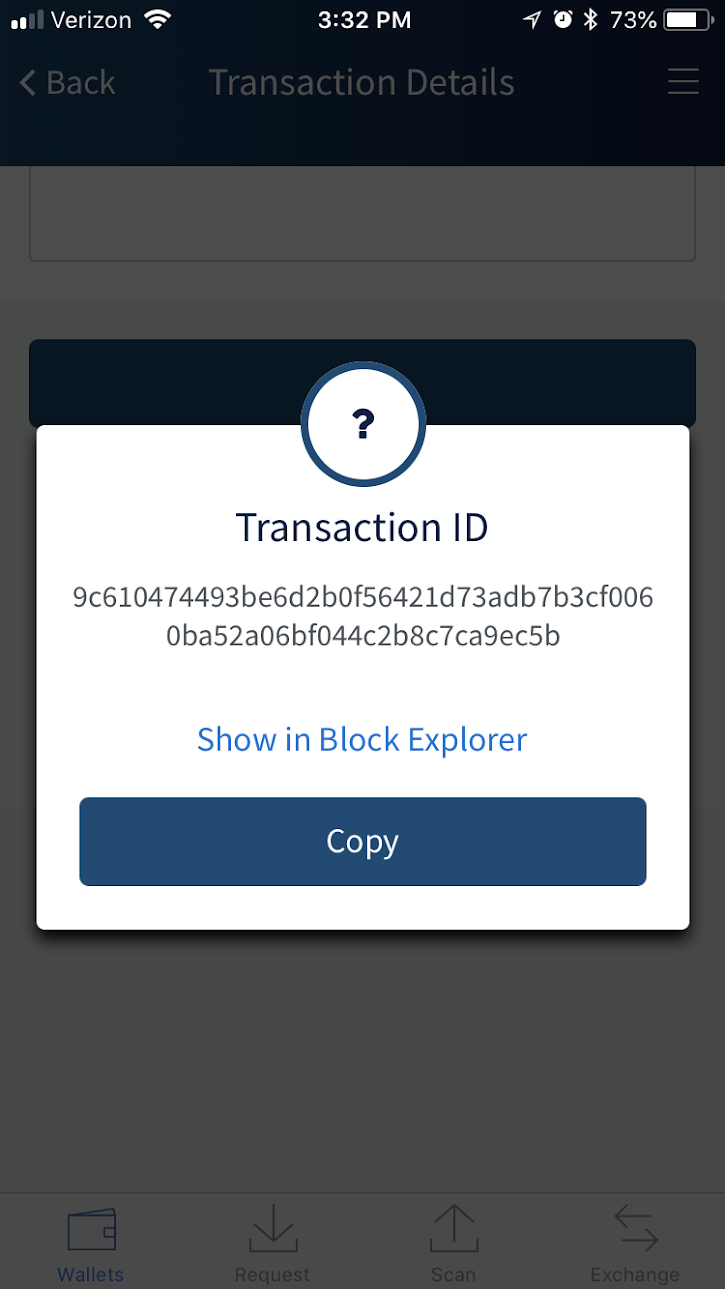 Verizon 3:32 PM 73%
Back Transaction Details
?
Transaction ID
9c610474493be6d2b0f56421d73adb7b3cf006
0ba52a06bf044c2b8c7ca9ec5b
Show in Block Explorer
Copy
Wallets Request Scan Exchange